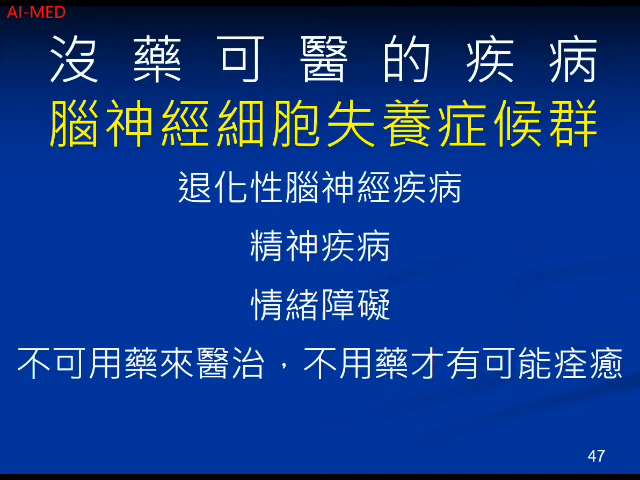 AI-MED
沒藥可醫的疾病
腦神經細胞失養症候群
退化性腦神經疾病
精神疾病
情緒障礙
不可用藥來醫治，不用藥才有可能痊癒
47